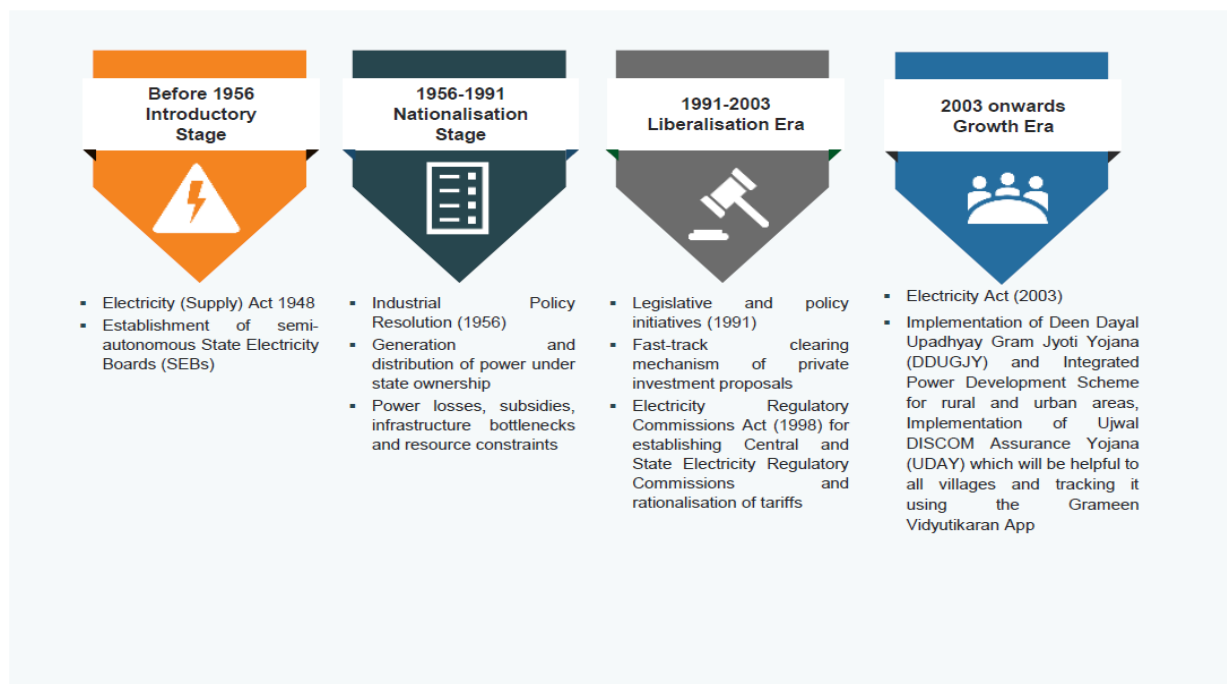 Before 1956
Introductory
Stage
▪ Electricity (Supply) Act 1948
▪ Establishment of semi-
autonomous State Electricity
Boards (SEBs)
1956-1991
Nationalisation
Stage
▪ Industrial Policy
Resolution (1956)
▪ Generation and
distribution of power under
state ownership
▪ Power losses, subsidies,
infrastructure bottlenecks
and resource constraints
1991-2003
Liberalisation Era
▪ Legislative and policy
initiatives (1991)
▪ Fast-track clearing
mechanism of private
investment proposals
▪ Electricity Regulatory
Commissions Act (1998) for
establishing Central and
State Electricity Regulatory
Commissions and
rationalisation of tariffs
2003 onwards
Growth Era
▪ Electricity Act (2003)
▪ Implementation of Deen Dayal
Upadhyay Gram Jyoti Yojana
(DDUGJY) and Integrated
Power Development Scheme
for rural and urban areas,
Implementation of Ujwal
DISCOM Assurance Yojana
(UDAY) which will be helpful to
all villages and tracking it
using the Grameen
Vidyutikaran App